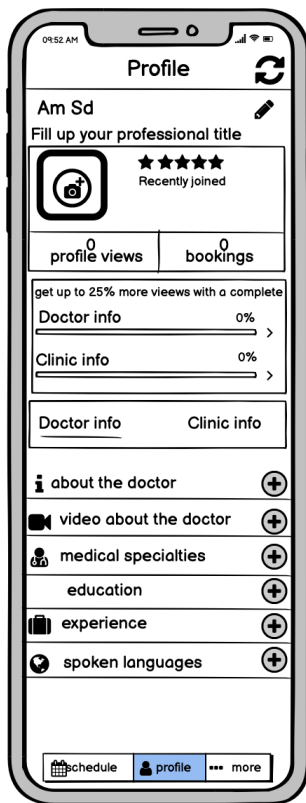 09:52 AM
Profile
Am Sd
Fill up your professional title
Recently joined
0 0
profile views bookings
get up to 25% more vieews with a complete
Doctor info 0%
>
Clinic info 0%
>
Doctor info Clinic info
about the doctor
video about the doctor
medical specialties
education
experience
spoken languages
schedule profile more